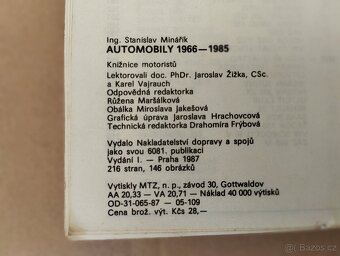 Ing. Stanislav Minářík
AUTOMOBILY 1966—1985
Knižnice motoristů
Lektorovali doc. PhDr. Jaroslav Žižka, CSc.
a Karel Vajrauch
Odpovědná redaktorka
Růžena Maršálková
Obálka Miroslava Jakešová
Grafická úprava Jaroslava Hrachovcová
Technická redaktorka Drahomíra Frýbová
Vydalo Nakladatelství dopravy a spojů
jako svou 6081. publikaci
Vydání I. — Praha 1987
216 stran, 146 obrázků
Vytiskly MTZ, n. p., závod 30, Gottwaldov
AA 20,33 — VA 20,71 — Náklad 40 000 výtisků
OD-31-065-87 — 05-109
Cena brož. výt. Kčs 28,—
bazos.cz